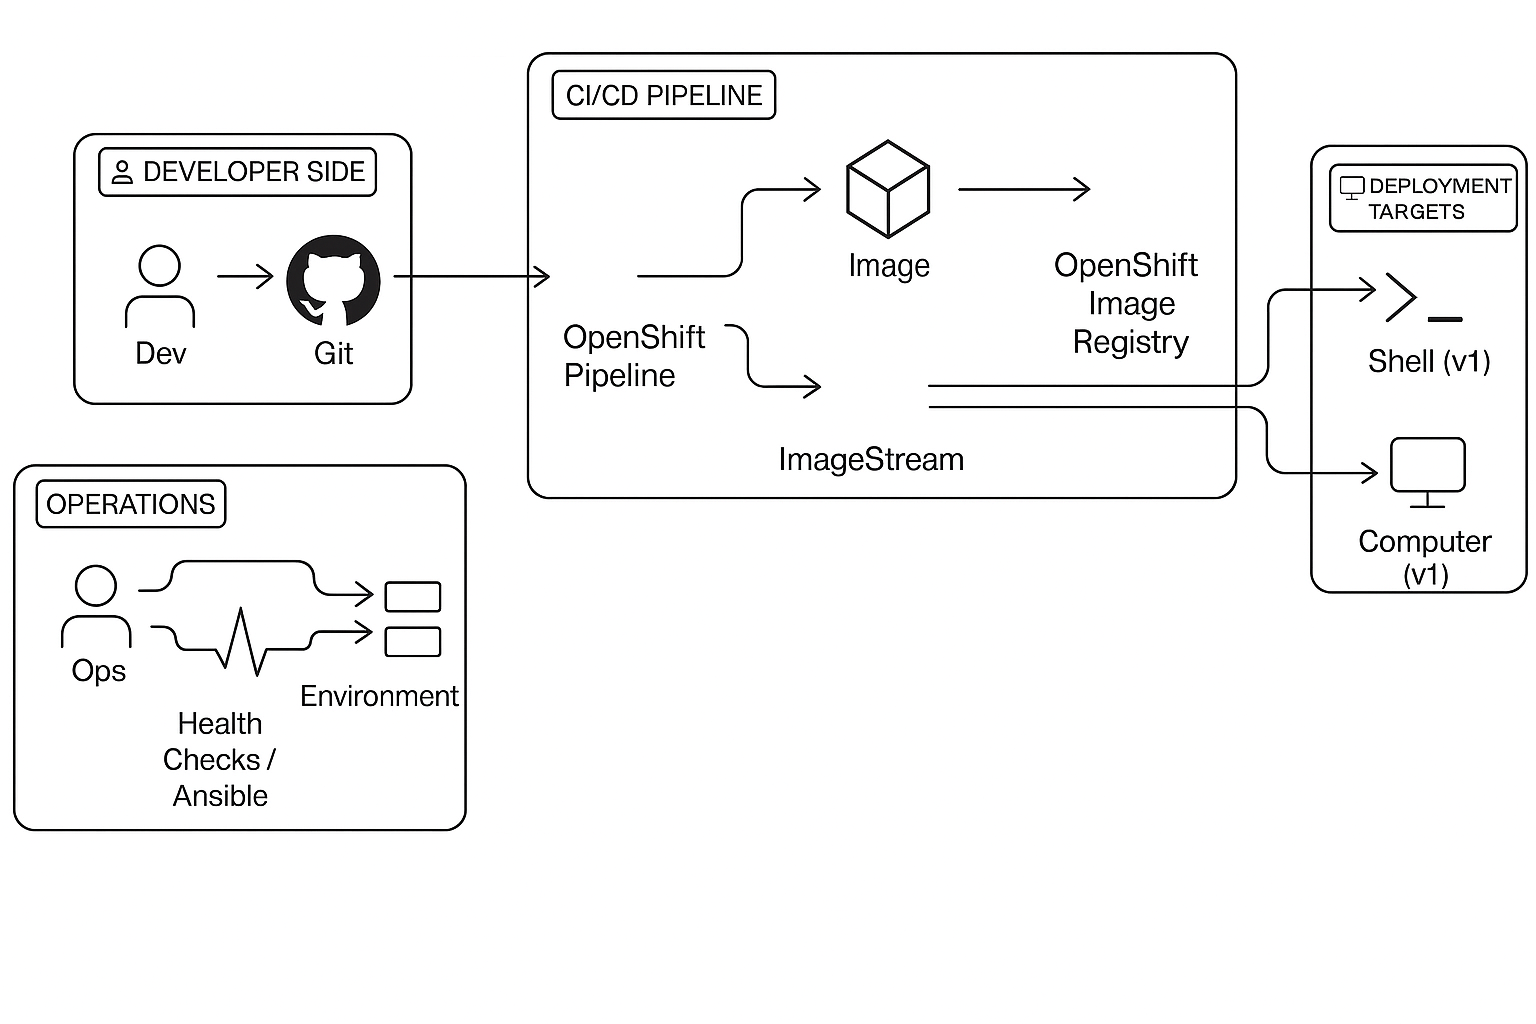 CI/CD PIPELINE
DEVELOPER SIDE
Dev
Git
OpenShift
Pipeline
Image
OpenShift
Image
Registry
ImageStream
DEPLOYMENT
TARGETS
Shell (v1)
Computer
(v1)
OPERATIONS
Ops
Health
Checks /
Ansible
Environment